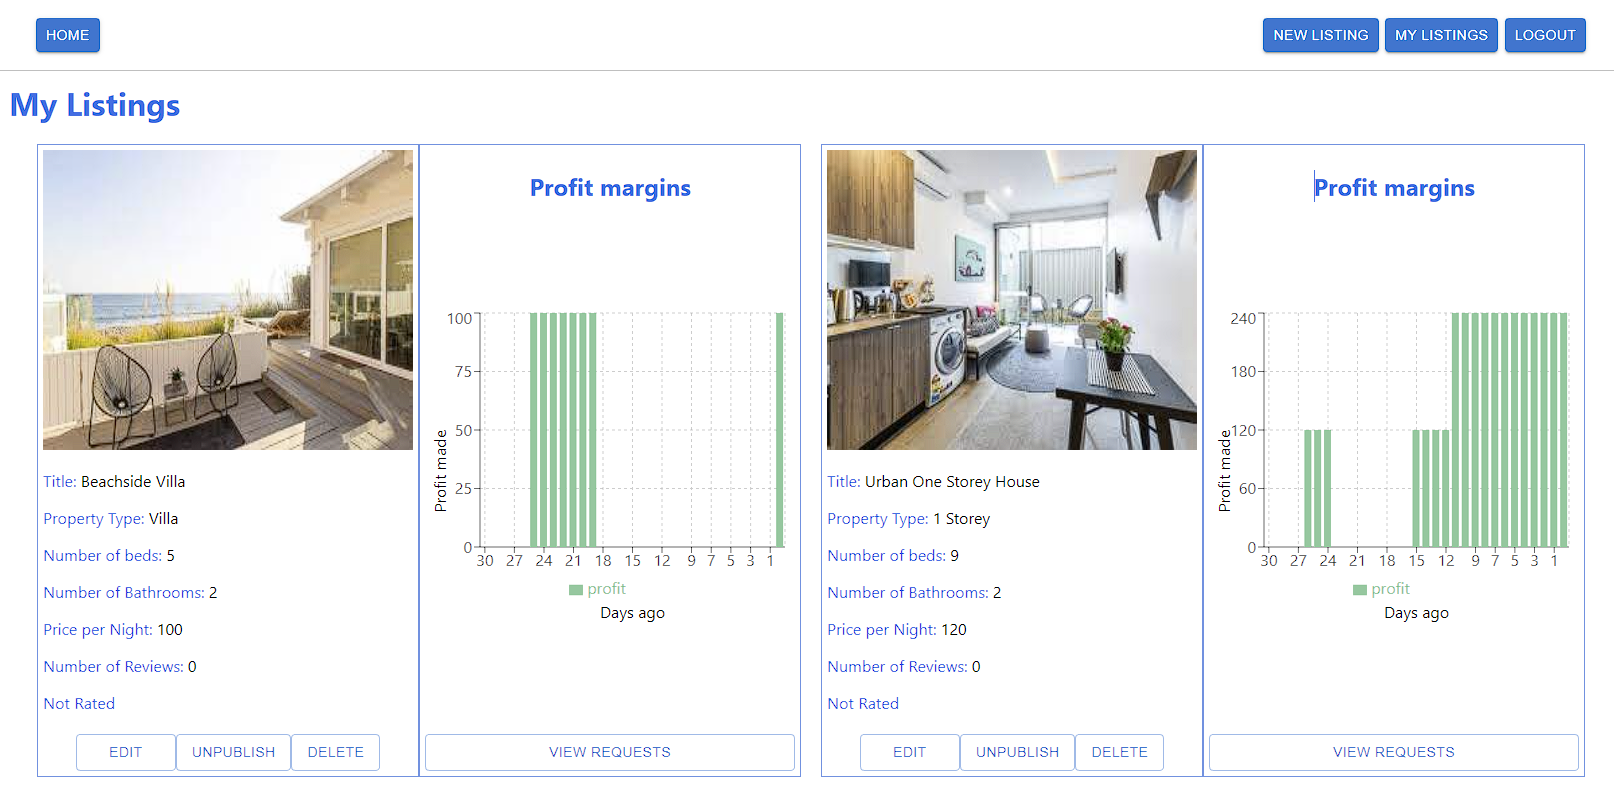 HOME
NEW LISTING
MY LISTINGS
LOGOUT
My Listings
Profit margins
100
75
50
25
0
Profit made
30 27 24 21 18 15 12 9 7 5 3 1
profit
Days ago
Title: Beachside Villa
Property Type: Villa
Number of beds: 5
Number of Bathrooms: 2
Price per Night: 100
Number of Reviews: 0
Not Rated
EDIT
UNPUBLISH
DELETE
VIEW REQUESTS
Profit margins
240
180
120
60
0
Profit made
30 27 24 21 18 15 12 9 7 5 3 1
profit
Days ago
Title: Urban One Storey House
Property Type: 1 Storey
Number of beds: 9
Number of Bathrooms: 2
Price per Night: 120
Number of Reviews: 0
Not Rated
EDIT
UNPUBLISH
DELETE
VIEW REQUESTS